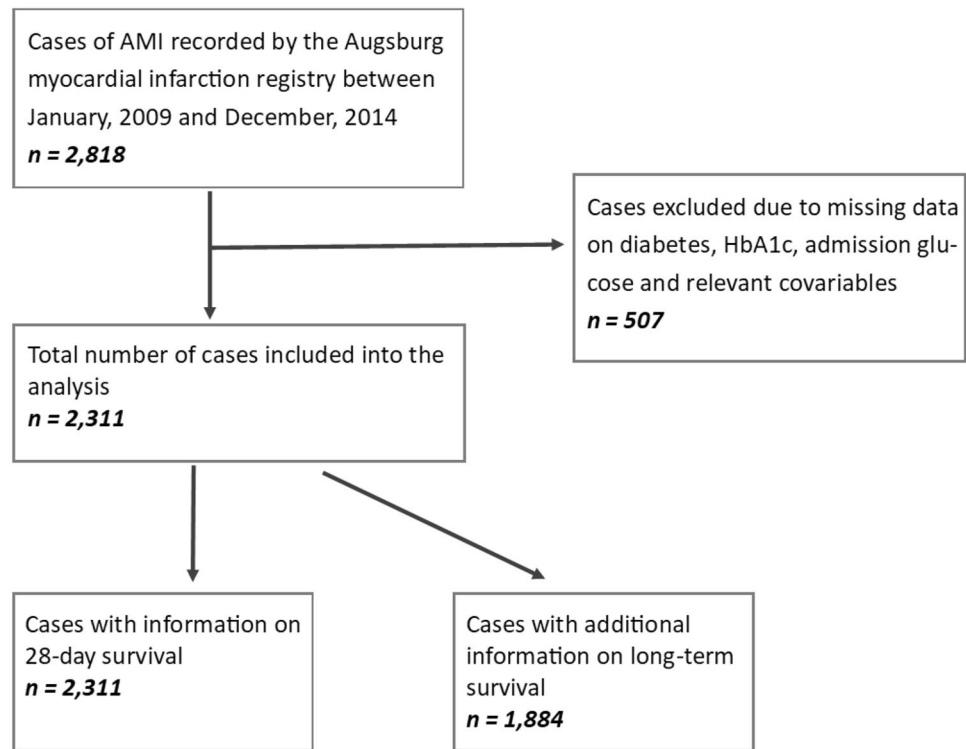 Cases of AMI recorded by the Augsburg
myocardial infarction registry between
January, 2009 and December, 2014
n = 2,818
Cases excluded due to missing data
on diabetes, HbA1c, admission glu-
cose and relevant covariables
n = 507
Total number of cases included into the
analysis
n = 2,311
Cases with information on
28-day survival
n = 2,311
Cases with additional
information on long-term
survival
n = 1,884